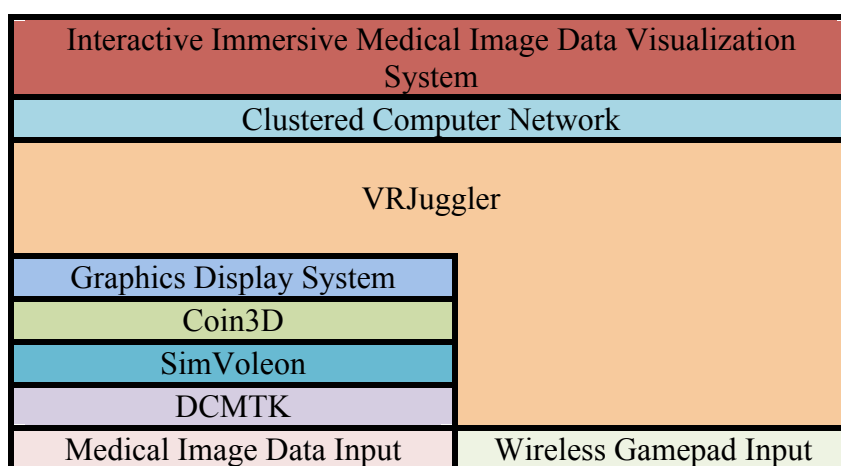 Interactive Immersive Medical Image Data Visualization
System
Clustered Computer Network
VRJuggler
Graphics Display System
Coin3D
SimVoleon
DCMTK
Medical Image Data Input
Wireless Gamepad Input